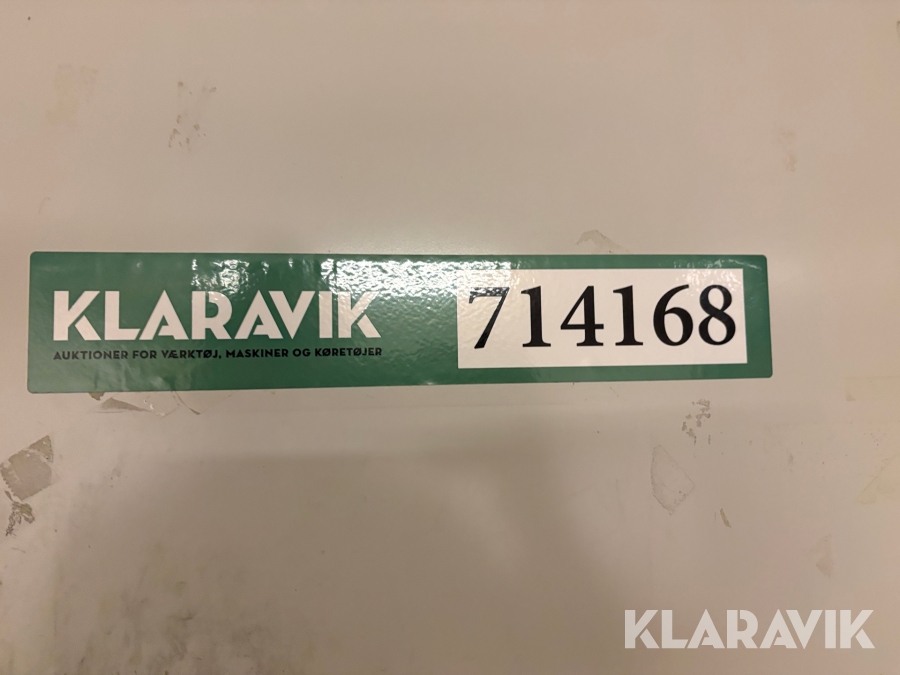 KLARAVIK
AUKTIONER FOR VÆRKTØJ, MASKINER OG KØRETØJER
714168
KLARAVIK